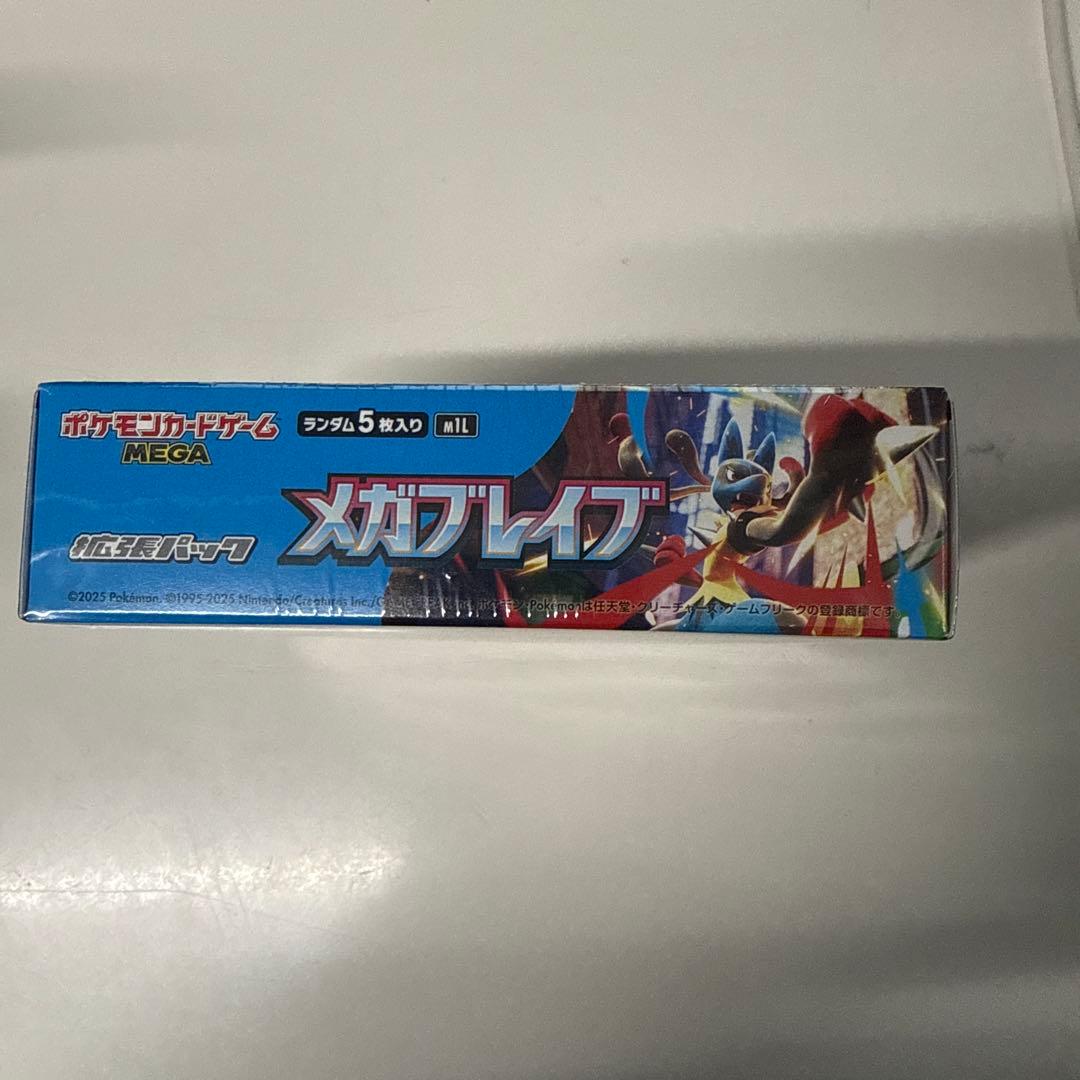 ポケモンカードゲーム
MEGA
ランダム5枚入り M1L
メガブレイブ
拡張パック
©2025 Pokémon. ©1995-2025 Nintendo/Creatures Inc./GAME FREAK inc. ポケモン・Pokémonは任天堂・クリーチャーズ・ゲームフリークの登録商標です。